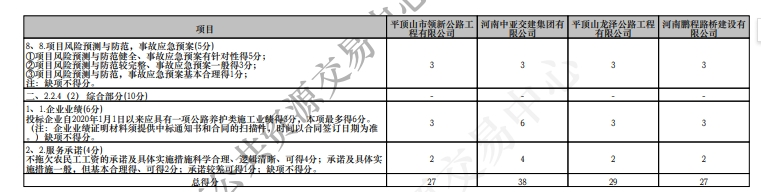 项目 平顶山市领新公路工程有限公司 河南中亚交建集团有限公司 平顶山龙泽公路工程有限公司 河南鹏程路桥建设有限公司
8、8.项目风险预测与防范，事故应急预案(5分)
①项目风险预测与防范健全、事故应急预案有针对性得5分；
②项目风险预测与防范较完整、事故应急预案一般得3分；
③项目风险预测与防范，事故应急预案基本合理得1分；
注：缺项不得分。
3 3 3 3
二、2.2.4（2） 综合部分(10分) - - - -
1、1.企业业绩(6分)
投标企业自2020年1月1日以来应具有一项公路养护类施工业绩得3分，本项最多得6分。
（注：企业业绩证明材料须提供中标通知书和合同的扫描件，时间以合同签订日期为准
。）缺项不得分。
3 6 3 3
2、2.服务承诺(4分)
不拖欠农民工工资的承诺及具体实施措施科学合理、逻辑清晰、可得4分；承诺及具体实
施措施一般，但基本合理得、可得2分；承诺较差可得1分；缺项不得分。
2 4 2 2
总得分 27 38 29 27
公共资源交易中心
易中心